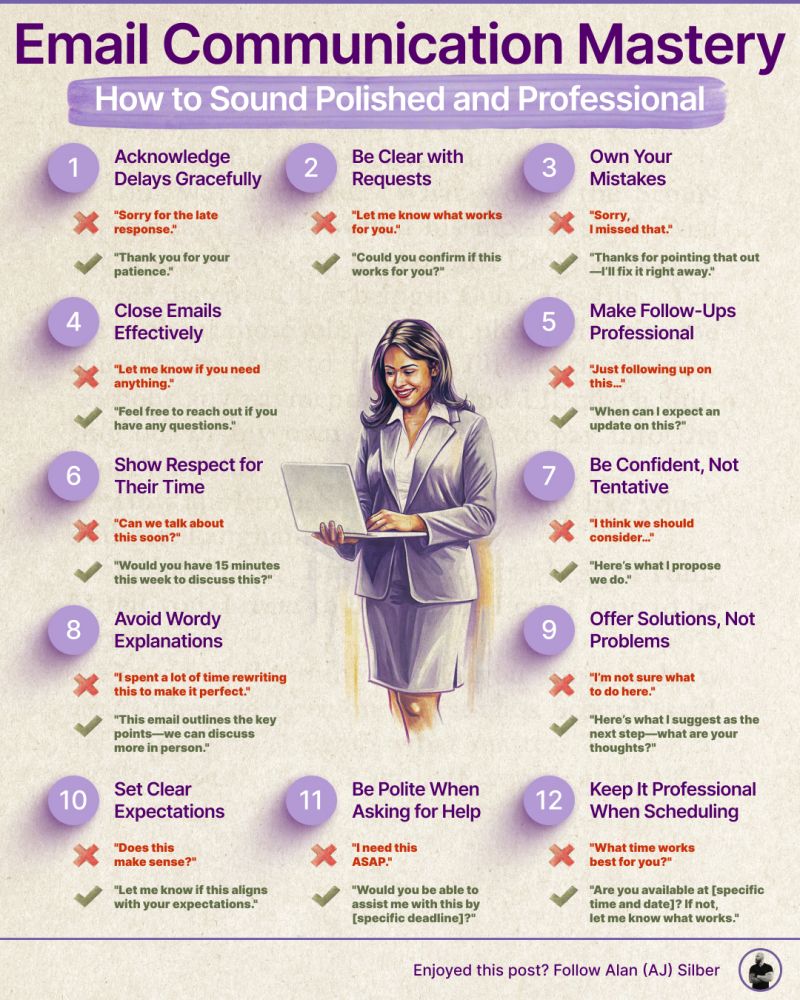 Email Communication Mastery
How to Sound Polished and Professional
1
Acknowledge
Delays Gracefully
"Sorry for the late
response."
"Thank you for your
patience."
2
Be Clear with
Requests
"Let me know what works
for you."
"Could you confirm if this
works for you?"
3
Own Your
Mistakes
"Sorry,
I missed that."
"Thanks for pointing that out
—I'll fix it right away."
4
Close Emails
Effectively
"Let me know if you need
anything."
"Feel free to reach out if you
have any questions."
5
Make Follow-Ups
Professional
"Just following up on
this..."
"When can I expect an
update on this?"
6
Show Respect for
Their Time
"Can we talk about
this soon?"
"Would you have 15 minutes
this week to discuss this?"
7
Be Confident, Not
Tentative
"I think we should
consider..."
"Here's what I propose
we do."
8
Avoid Wordy
Explanations
"I spent a lot of time rewriting
this to make it perfect."
"This email outlines the key
points—we can discuss
more in person."
9
Offer Solutions, Not
Problems
"I'm not sure what
to do here."
"Here's what I suggest as the
next step—what are your
thoughts?"
10
Set Clear
Expectations
"Does this
make sense?"
"Let me know if this aligns
with your expectations."
11
Be Polite When
Asking for Help
"I need this
ASAP."
"Would you be able to
assist me with this by
[specific deadline]?"
12
Keep It Professional
When Scheduling
"What time works
best for you?"
"Are you available at [specific
time and date]? If not,
let me know what works."
Enjoyed this post? Follow Alan (AJ) Silber